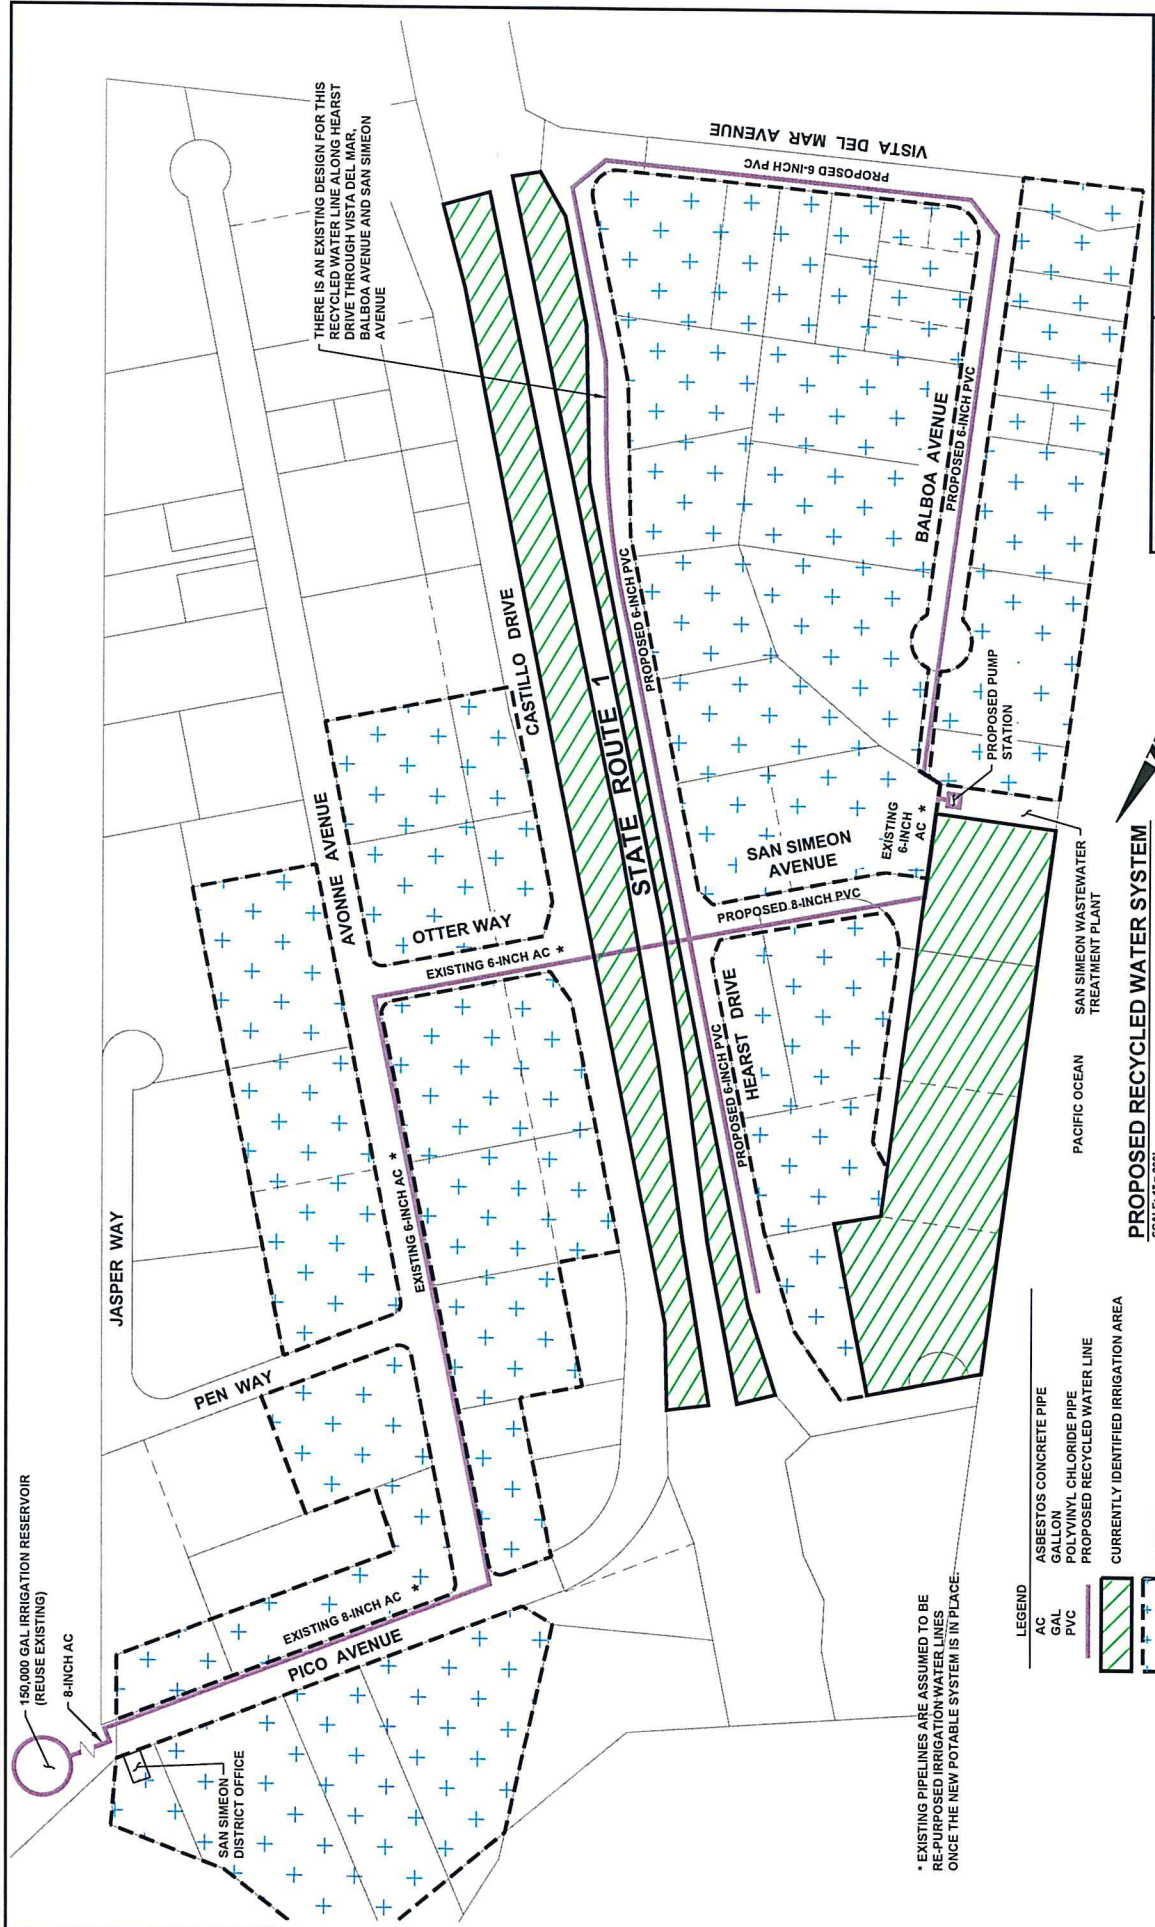 150,000 GAL IRRIGATION RESERVOIR
(REUSE EXISTING)
8-INCH AC
SAN SIMEON
DISTRICT OFFICE
PICO AVENUE
EXISTING 8-INCH AC *
PEN WAY
JASPER WAY
EXISTING 6-INCH AC *
AVONNE AVENUE
OTTER WAY
EXISTING 6-INCH AC *
CASTILLO DRIVE
STATE ROUTE 1
THERE IS AN EXISTING DESIGN FOR THIS
RECYCLED WATER LINE ALONG HEARST
DRIVE THROUGH VISTA DEL MAR,
BALBOA AVENUE AND SAN SIMEON
AVENUE
PROPOSED 6-INCH PVC
HEARST DRIVE
PROPOSED 8-INCH PVC
SAN SIMEON
AVENUE
EXISTING
6-INCH
AC *
PROPOSED 6-INCH PVC
VISTA DEL MAR AVENUE
PROPOSED 6-INCH PVC
BALBOA AVENUE
PROPOSED 6-INCH PVC
PROPOSED PUMP
STATION
SAN SIMEON WASTEWATER
TREATMENT PLANT
PACIFIC OCEAN
* EXISTING PIPELINES ARE ASSUMED TO BE
RE-PURPOSED IRRIGATION WATER LINES
ONCE THE NEW POTABLE SYSTEM IS IN PLACE.
LEGEND
AC ASBESTOS CONCRETE PIPE
GAL GALLON
PVC POLYVINYL CHLORIDE PIPE
PROPOSED RECYCLED WATER LINE
CURRENTLY IDENTIFIED IRRIGATION AREA
PROPOSED RECYCLED WATER SYSTEM